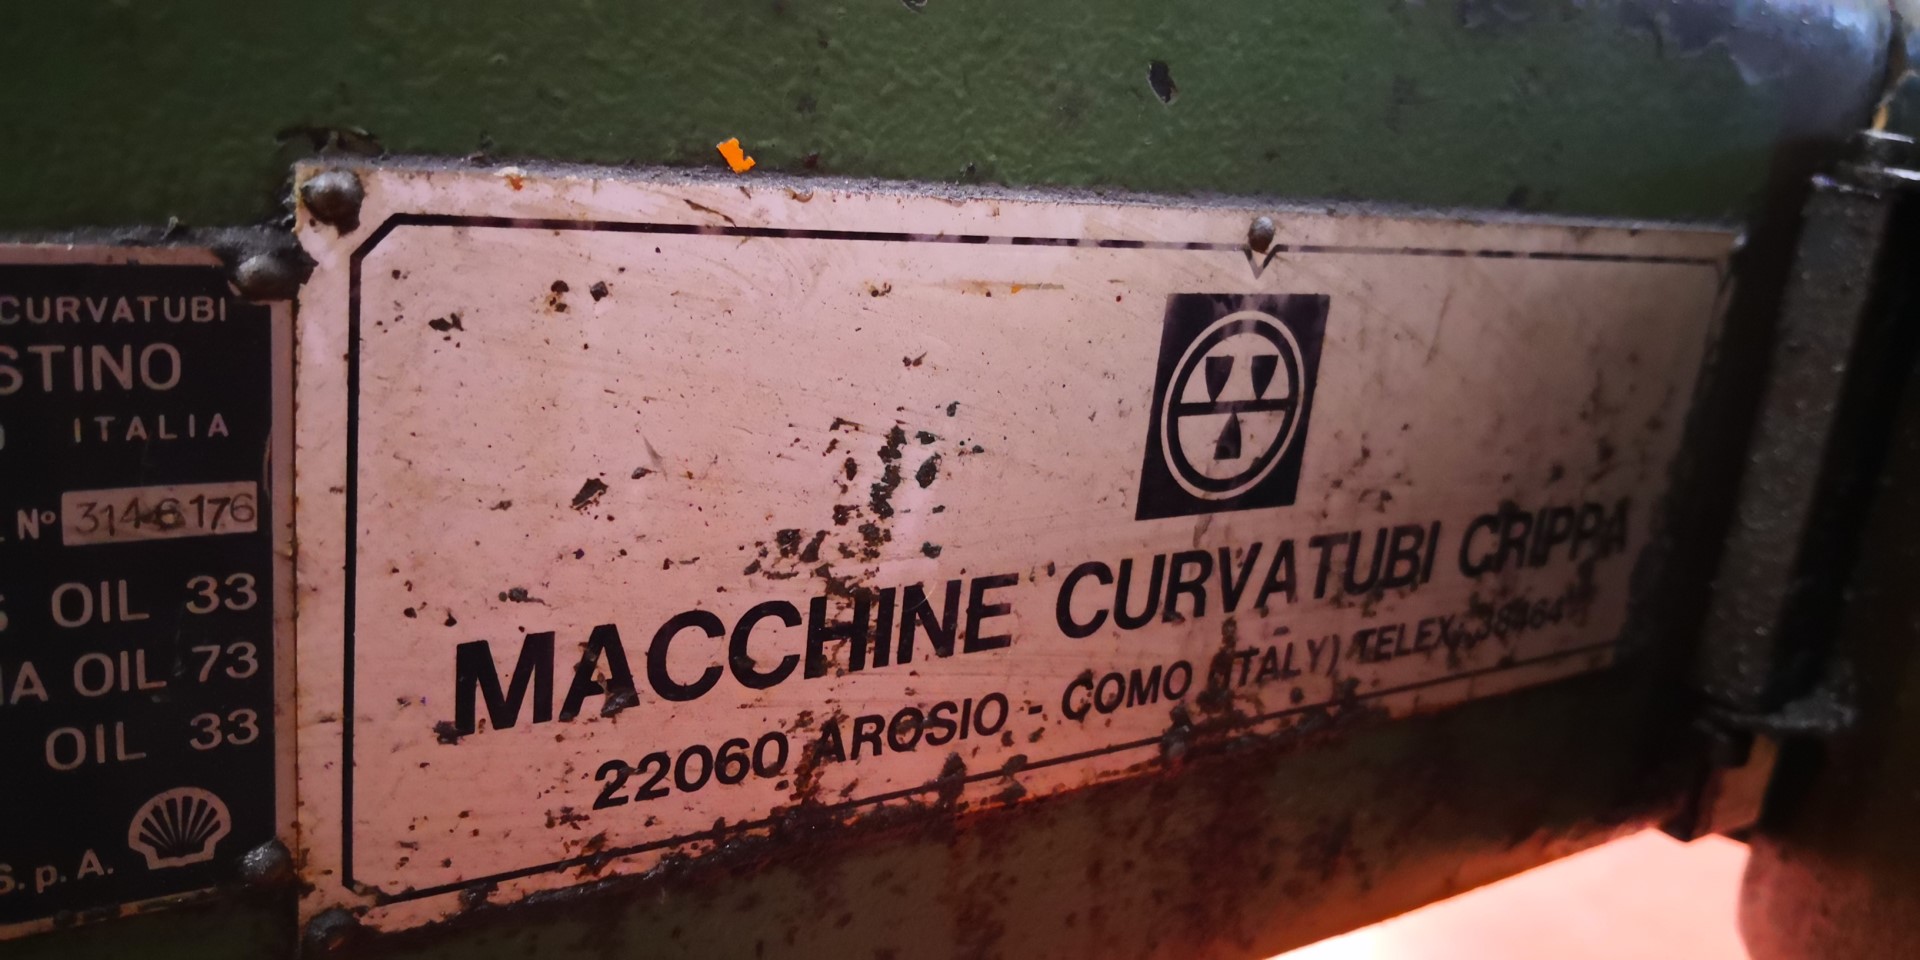 CURVATUBI
STINO
ITALIA
Nº 3146176
OIL 33
IA OIL 73
OIL 33
S.p.A.
MACCHINE CURVATUBI CRIPPA
22060 AROSIO - COMO (ITALY) TELEX